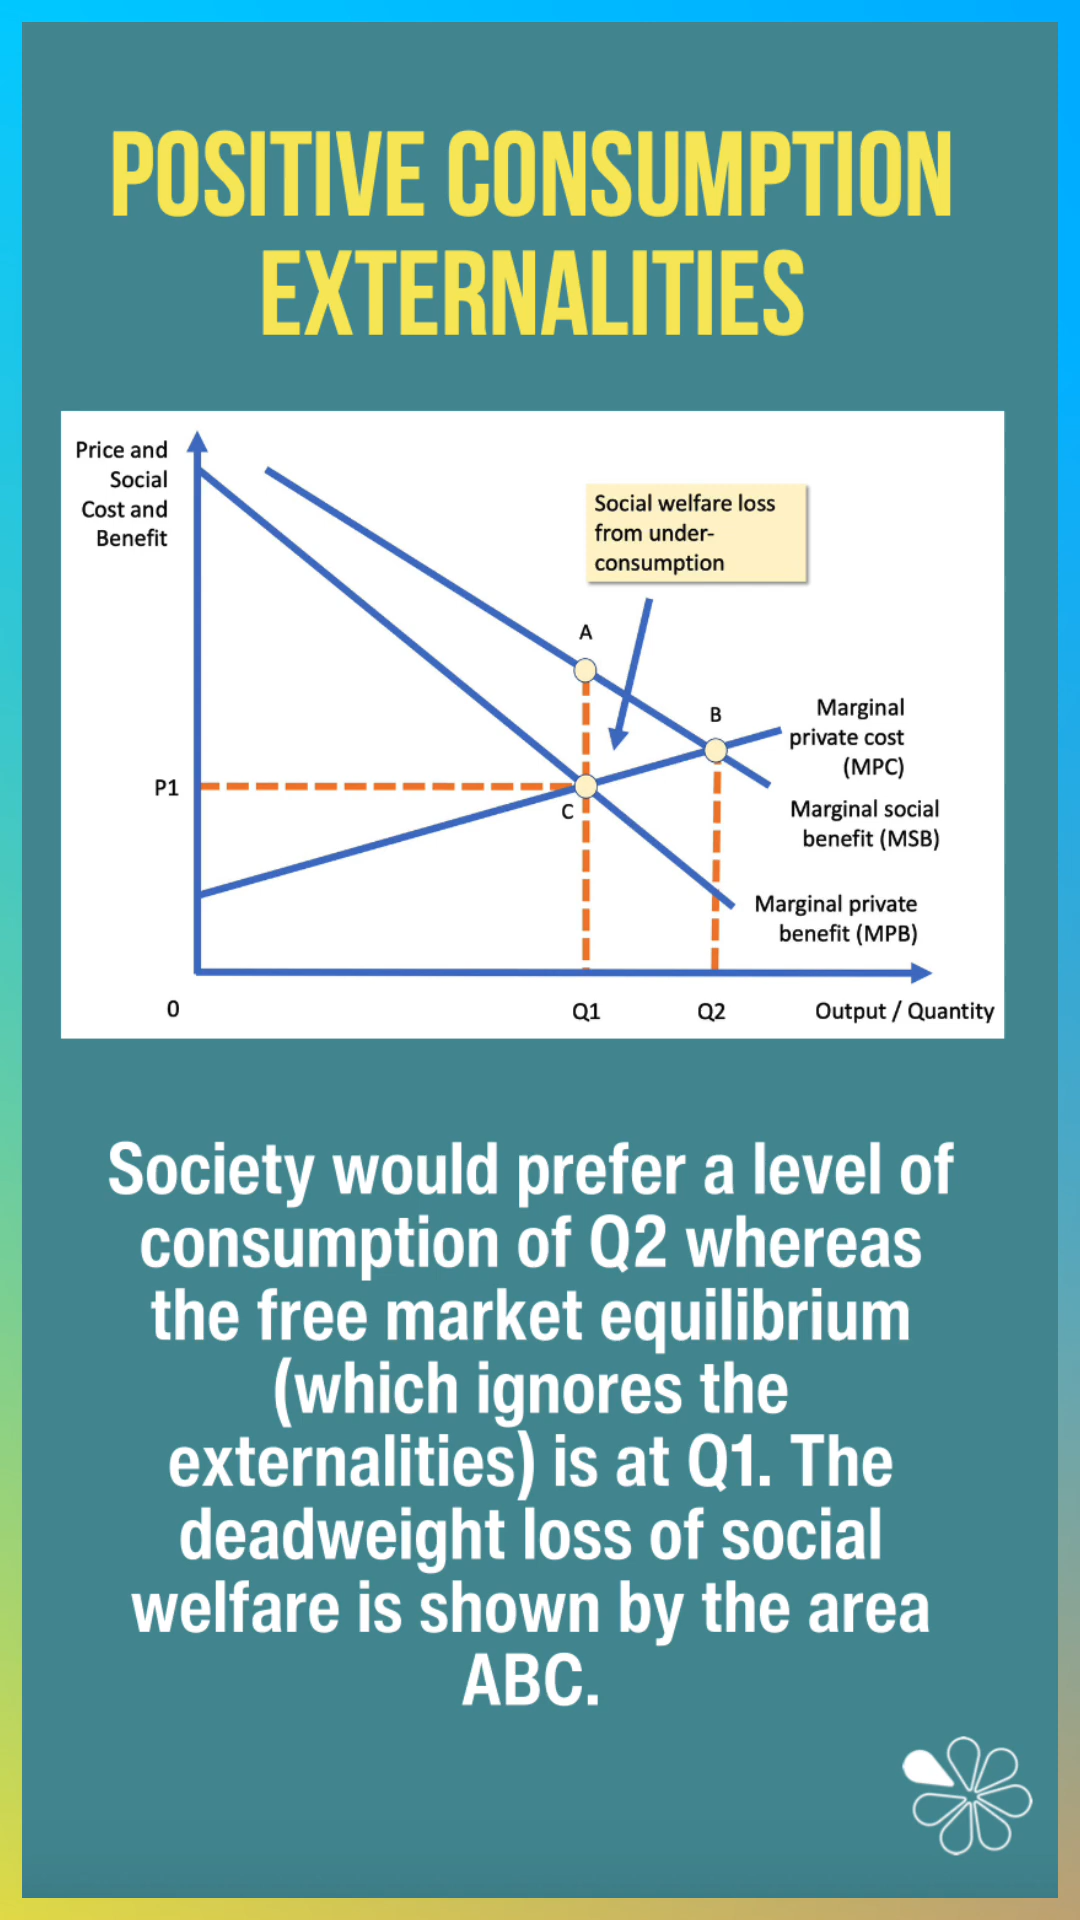 POSITIVE CONSUMPTION
EXTERNALITIES
Price and
Social
Cost and
Benefit
Social welfare loss
from under-
consumption
A
B
Marginal
private cost
(MPC)
P1
C
Marginal social
benefit (MSB)
Marginal private
benefit (MPB)
0
Q1
Q2
Output / Quantity
Society would prefer a level of
consumption of Q2 whereas
the free market equilibrium
(which ignores the
externalities) is at Q1. The
deadweight loss of social
welfare is shown by the area
ABC.